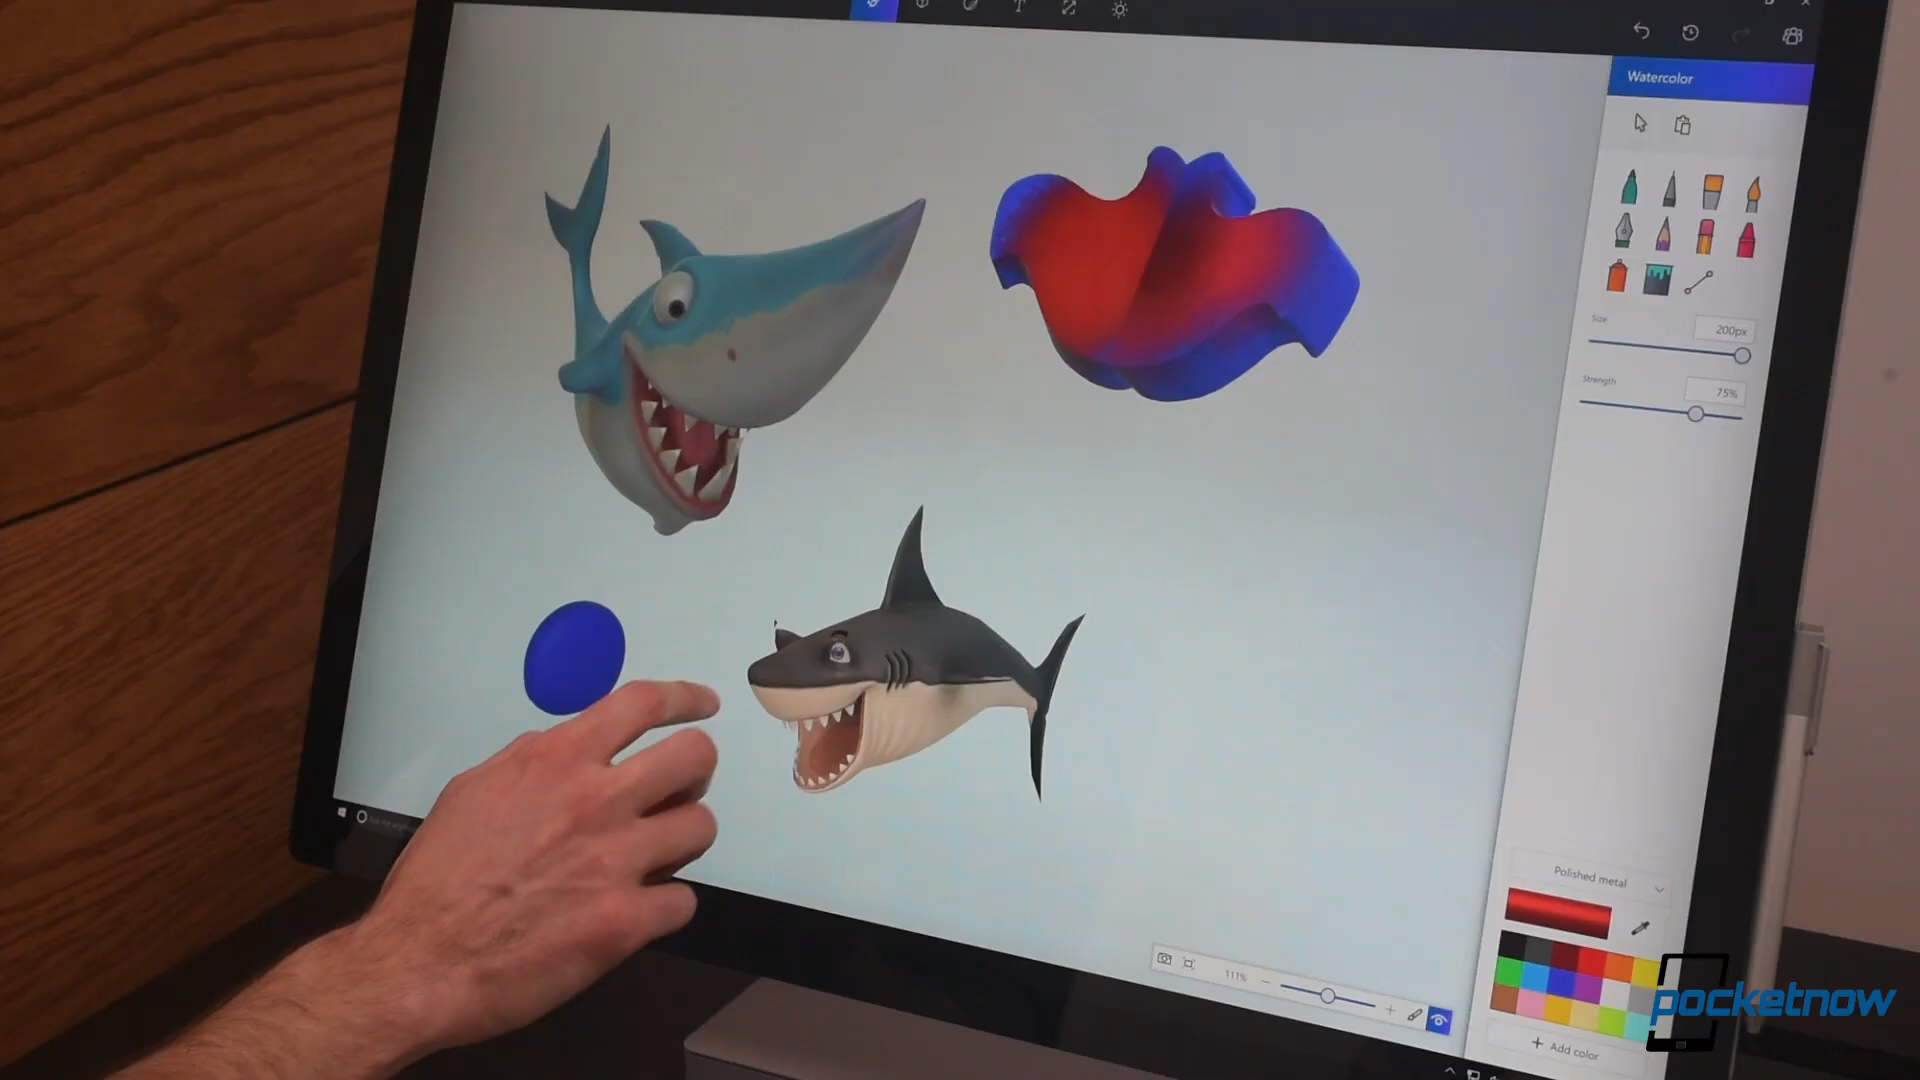 Watercolor
Size
200px
Strength
75%
Polished metal
111%
+ Add color
pocketnow